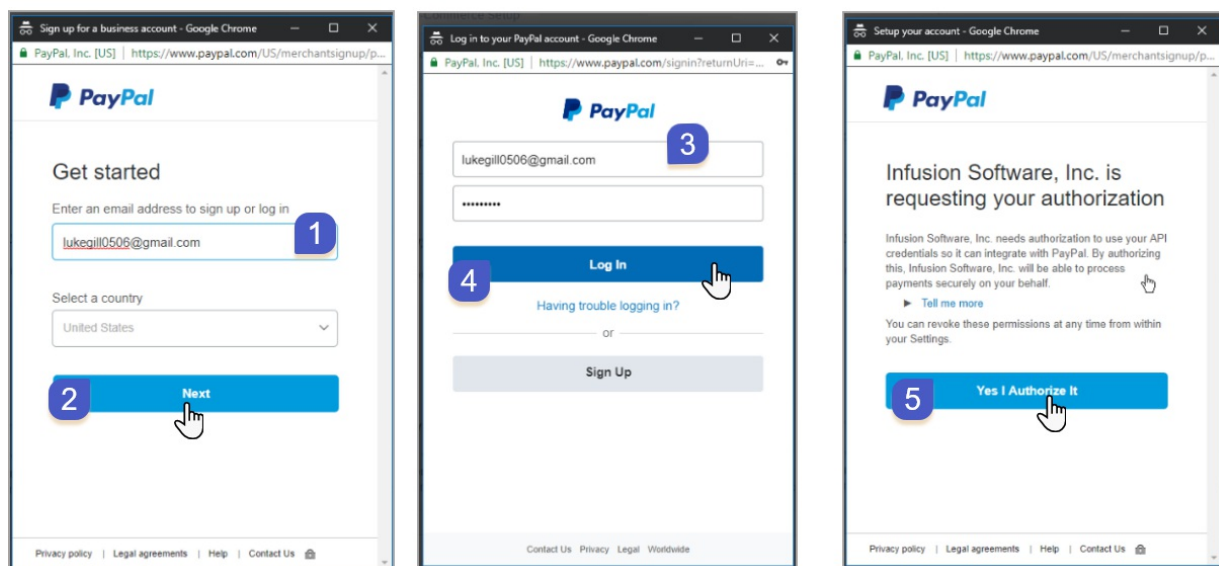 Sign up for a business account - Google Chrome
PayPal, Inc. [US] | https://www.paypal.com/US/merchantsignup/p...
PayPal
Get started
Enter an email address to sign up or log in
lukegill0506@gmail.com
1
Select a country
United States
2
Next
Privacy policy | Legal agreements | Help | Contact Us
Commerce Setup
Log in to your PayPal account - Google Chrome
PayPal, Inc. [US] | https://www.paypal.com/signin?returnUri=...
PayPal
3
lukegill0506@gmail.com
•••••••••
Log In
4
Having trouble logging in?
or
Sign Up
Contact Us Privacy Legal Worldwide
Setup your account - Google Chrome
PayPal, Inc. [US] | https://www.paypal.com/US/merchantsignup/p...
PayPal
Infusion Software, Inc. is
requesting your authorization
Infusion Software, Inc. needs authorization to use your API
credentials so it can integrate with PayPal. By authorizing
this, Infusion Software, Inc. will be able to process
payments securely on your behalf.
Tell me more
You can revoke these permissions at any time from within
your Settings.
5
Yes I Authorize It
Privacy policy | Legal agreements | Help | Contact Us